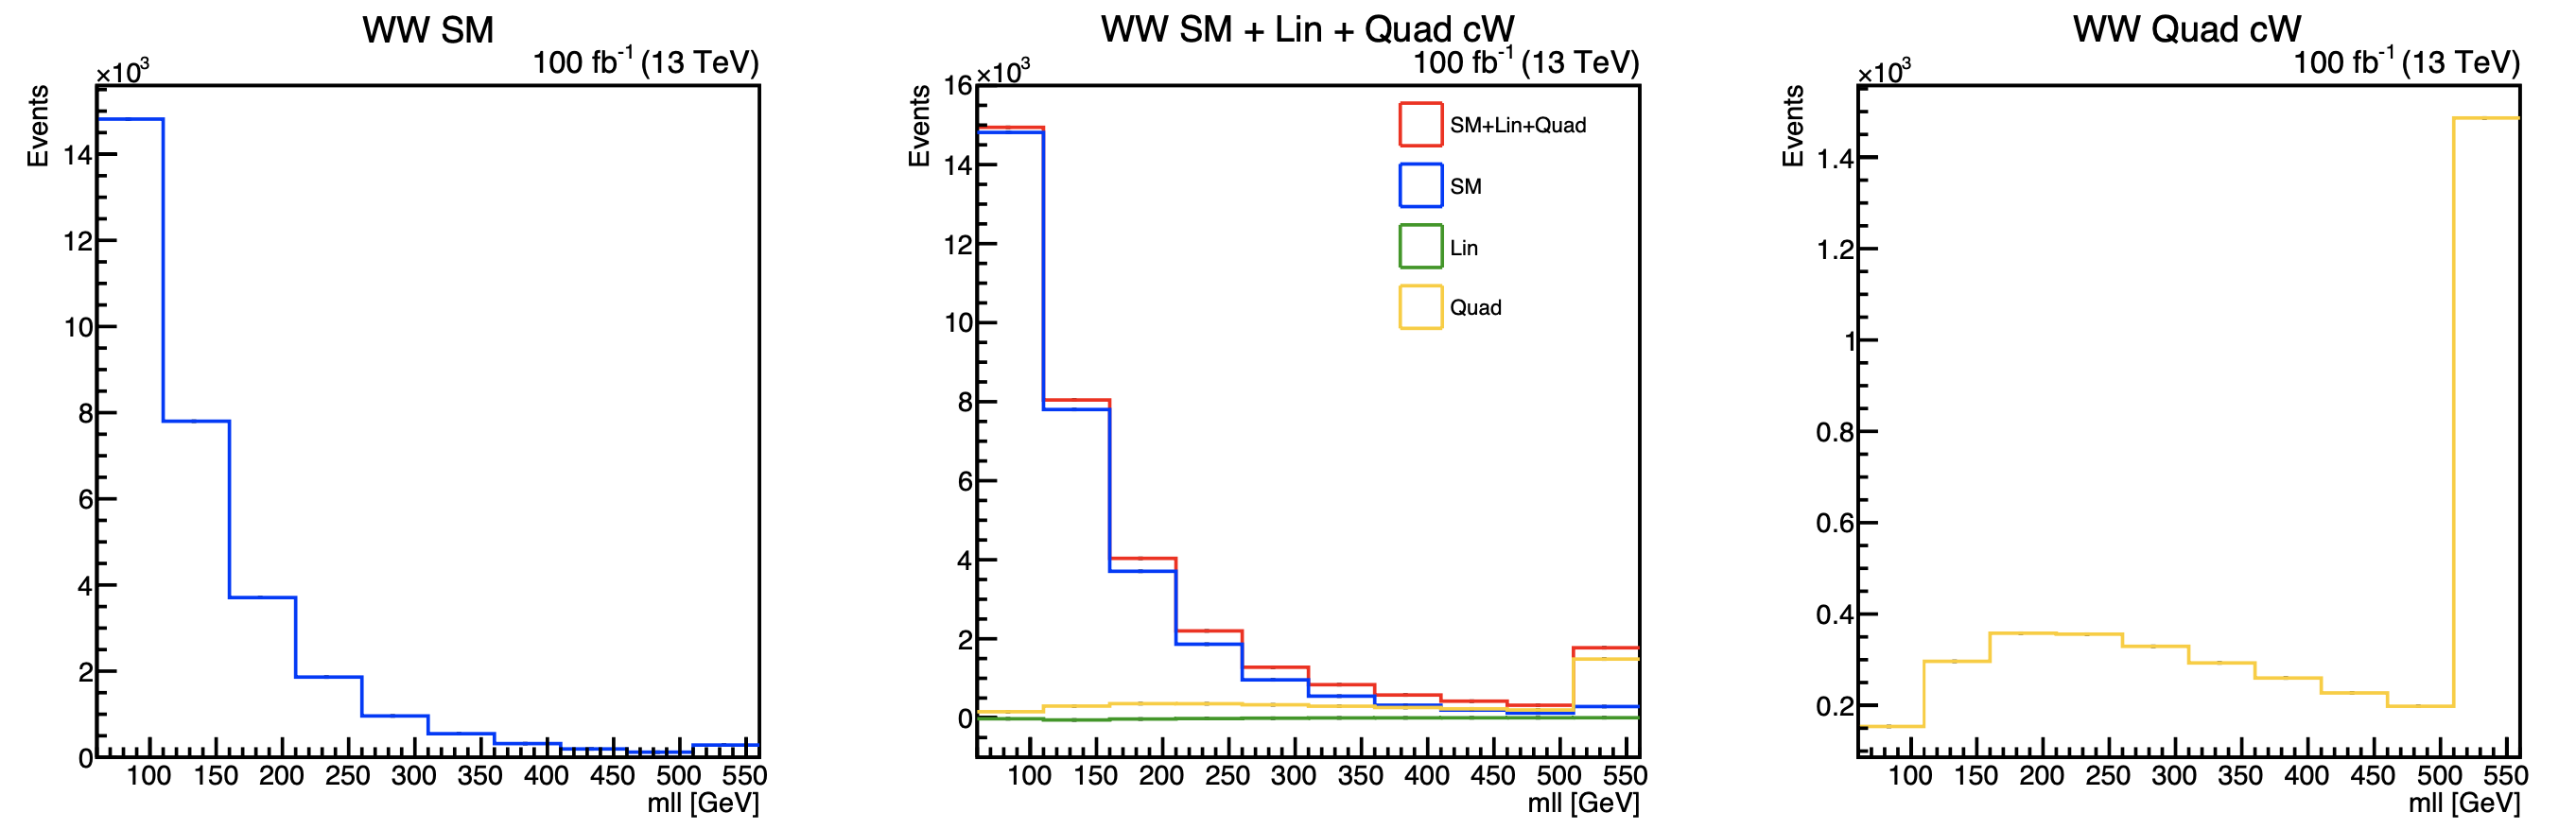 WW SM
×10³
100 fb⁻¹ (13 TeV)
Events
14
12
10
8
6
4
2
0
100 150 200 250 300 350 400 450 500 550
mll [GeV]
WW SM + Lin + Quad cW
×10³
100 fb⁻¹ (13 TeV)
Events
16
14
12
10
8
6
4
2
0
SM+Lin+Quad
SM
Lin
Quad
100 150 200 250 300 350 400 450 500 550
mll [GeV]
WW Quad cW
×10³
100 fb⁻¹ (13 TeV)
Events
1.4
1.2
1
0.8
0.6
0.4
0.2
100 150 200 250 300 350 400 450 500 550
mll [GeV]